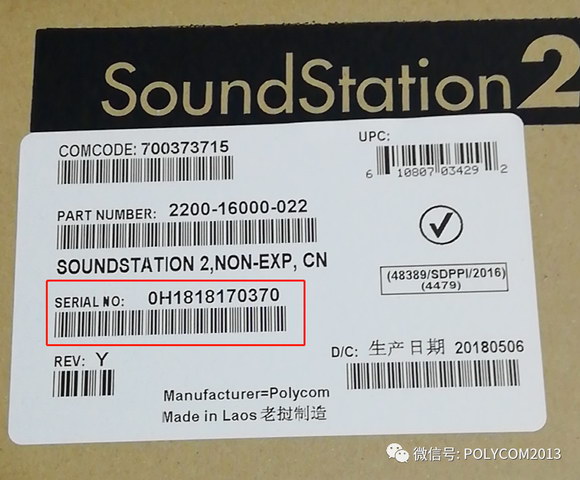 SoundStation2
COMCODE: 700373715
UPC:
6 10807 03429 2
PART NUMBER: 2200-16000-022
SOUNDSTATION 2,NON-EXP, CN
(48389/SDPPI/2016)
(4479)
SERIAL NO: 0H1818170370
REV: Y
D/C: 生产日期 20180506
Manufacturer=Polycom
Made in Laos 老挝制造
微信号: POLYCOM2013